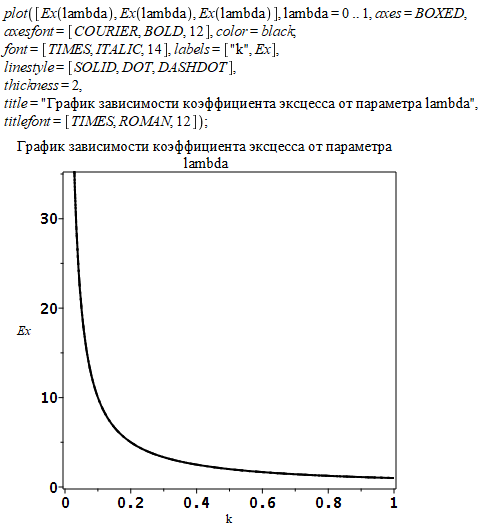 plot([Ex(lambda), Ex(lambda), Ex(lambda)], lambda = 0 .. 1, axes = BOXED,
axesfont = [COURIER, BOLD, 12], color = black,
font = [TIMES, ITALIC, 14], labels = ["k", Ex],
linestyle = [SOLID, DOT, DASHDOT],
thickness = 2,
title = "График зависимости коэффициента эксцесса от параметра lambda",
titlefont = [TIMES, ROMAN, 12]);
График зависимости коэффициента эксцесса от параметра
lambda
30
20
Ex
10
0
0 0.2 0.4 0.6 0.8 1
k